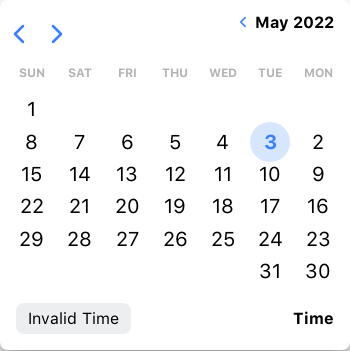 May 2022
SUN SAT FRI THU WED TUE MON
1
8 7 6 5 4 3 2
15 14 13 12 11 10 9
22 21 20 19 18 17 16
29 28 27 26 25 24 23
31 30
Invalid Time Time